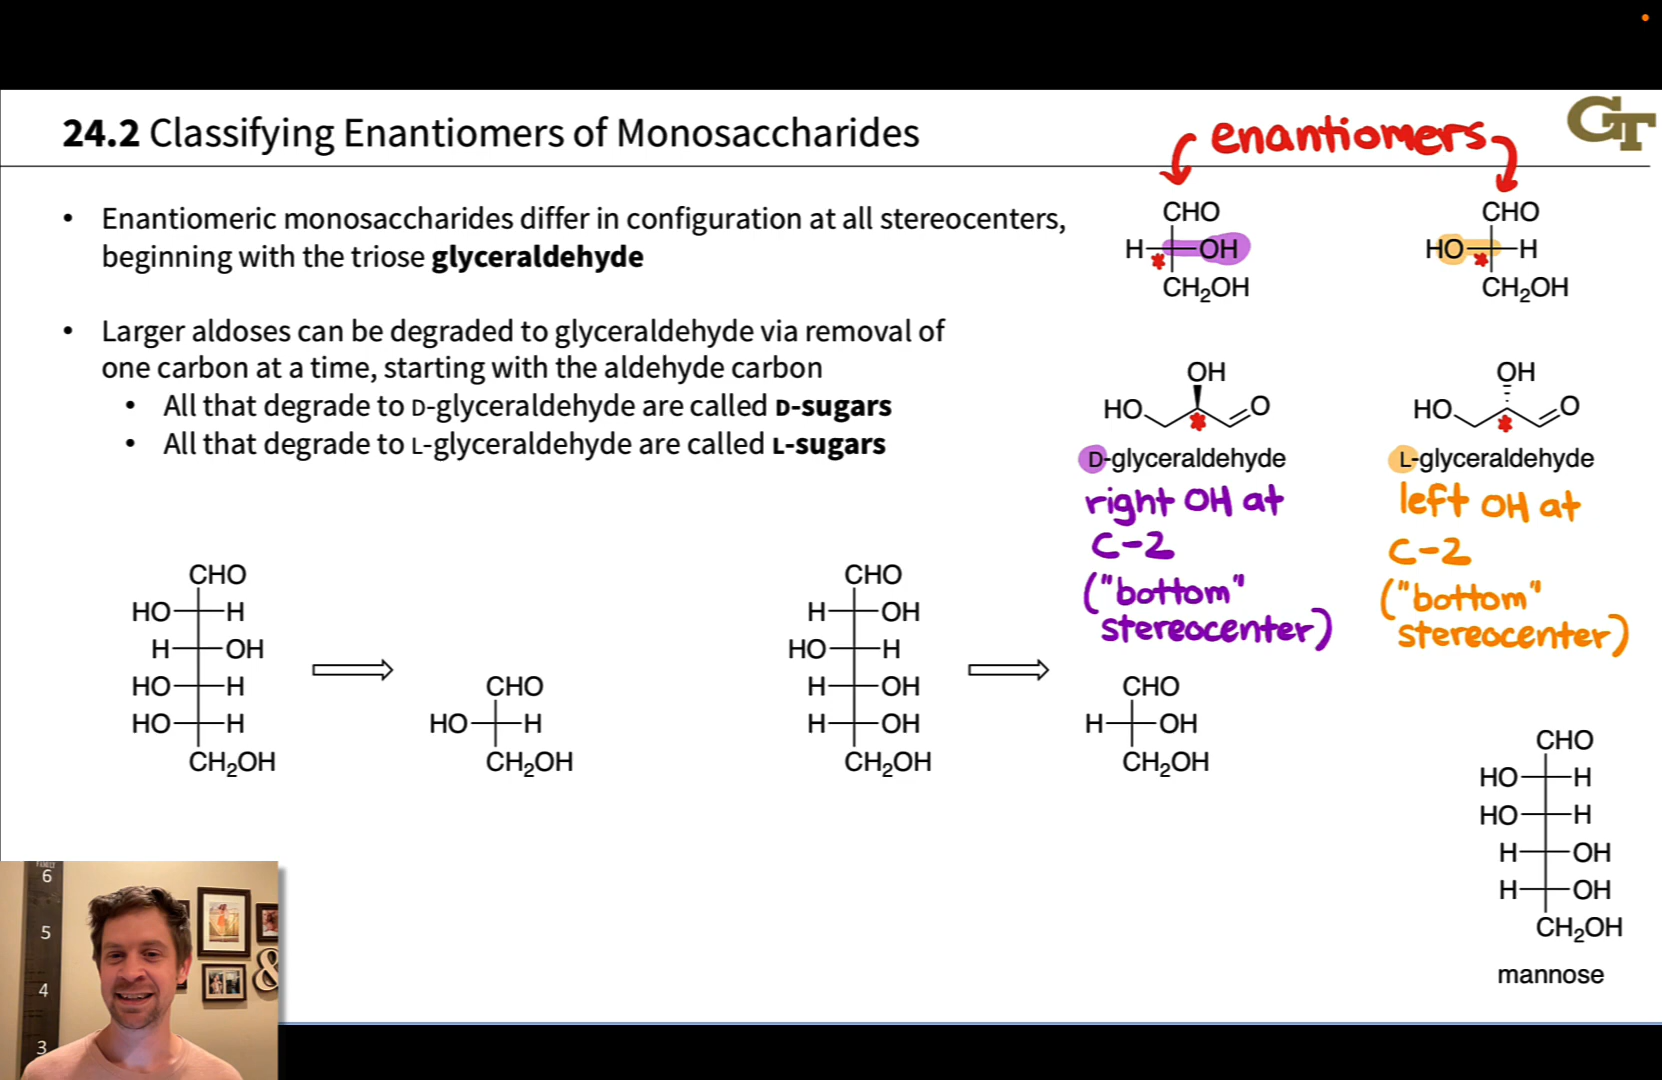 24.2 Classifying Enantiomers of Monosaccharides
enantiomers
GT
• Enantiomeric monosaccharides differ in configuration at all stereocenters,
beginning with the triose glyceraldehyde
• Larger aldoses can be degraded to glyceraldehyde via removal of
one carbon at a time, starting with the aldehyde carbon
• All that degrade to D-glyceraldehyde are called D-sugars
• All that degrade to L-glyceraldehyde are called L-sugars
CHO
H OH
*
CH₂OH
CHO
HO H
*
CH₂OH
OH
HO O
*
D-glyceraldehyde
right OH at
C-2
("bottom"
stereocenter)
OH
HO O
*
L-glyceraldehyde
left OH at
C-2
("bottom"
stereocenter)
CHO
HO H
H OH
HO H
HO H
CH₂OH
CHO
HO H
CH₂OH
CHO
H OH
HO H
H OH
H OH
CH₂OH
CHO
H OH
CH₂OH
CHO
HO H
HO H
H OH
H OH
CH₂OH
mannose
6
5
&
4
3